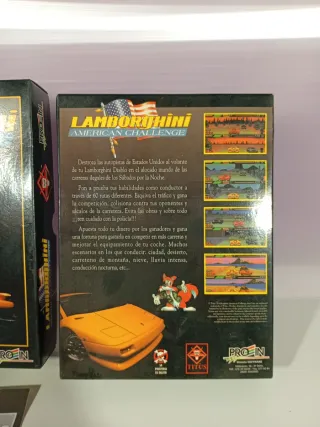 LAMBORGHINI
AMERICAN CHALLENGE
Destroza las autopistas de Estados Unidos al volante
de tu Lamborghini Diablo en el alocado mundo de las
carreras ilegales de los Sábados por la Noche.
Pon a prueba tus habilidades como conductor a
través de 60 rutas diferentes. Esquiva el tráfico y gana
la competición, colisiona contra tus oponentes y
sácalos de la carretera. Evita las obras y sobre todo
¡¡¡ten cuidado con la policía!!!
Apuesta todo tu dinero por los ganadores y gana
una fortuna para gastarla en competir en más carreras y
mejorar el equipamiento de tu coche. Muchos
escenarios en los que conducir: ciudad, desierto,
carreteras de montaña, nieve, lluvia intensa,
conducción nocturna, etc...
TITUS
PROEIN
LAMBORGHINI